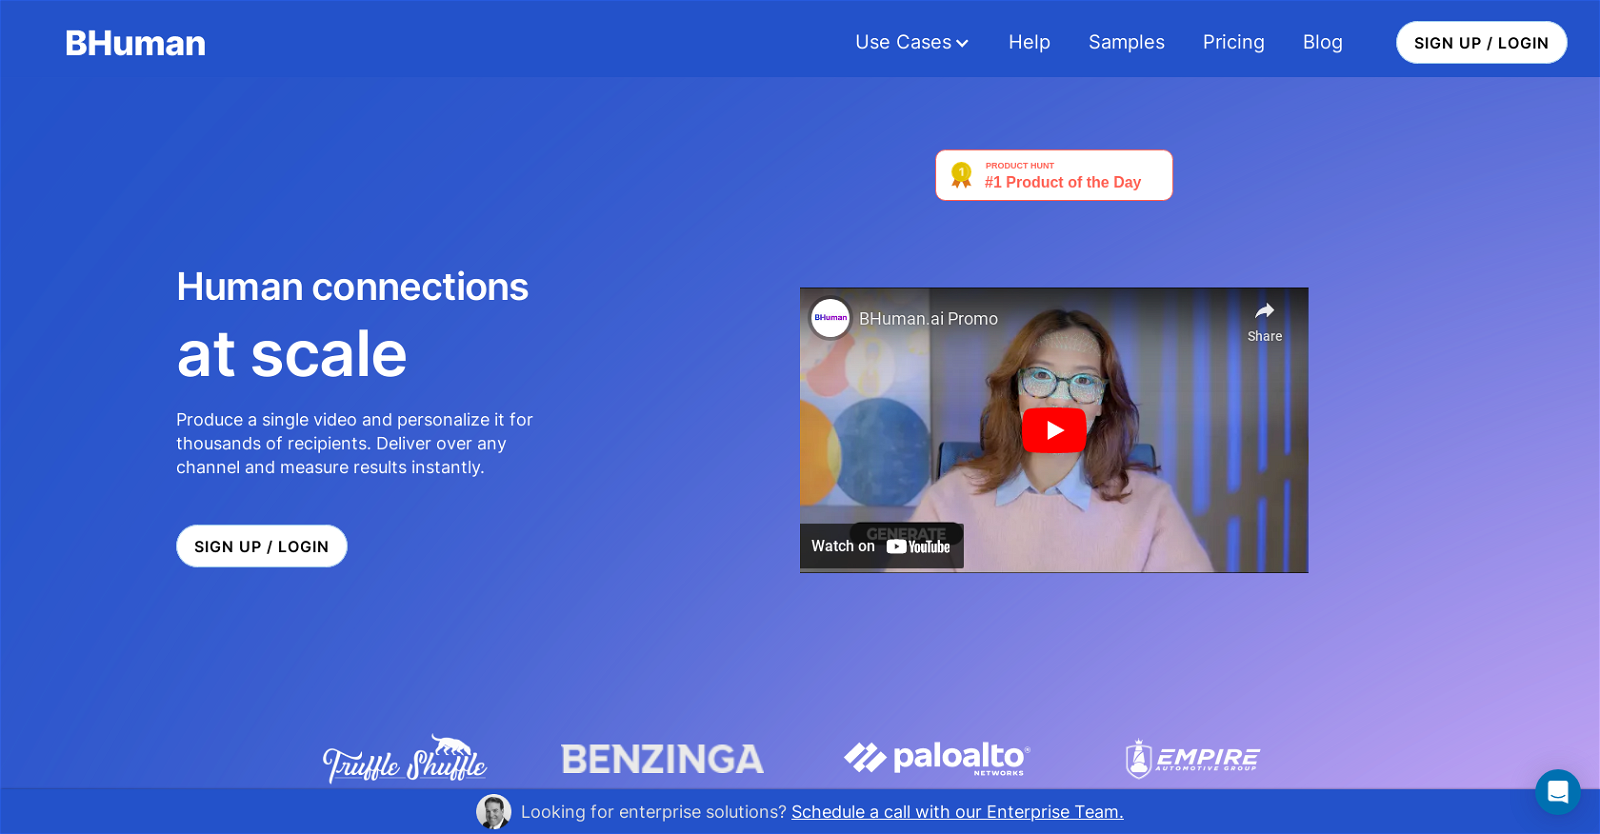 BHuman
Use Cases
Help
Samples
Pricing
Blog
SIGN UP / LOGIN
1
PRODUCT HUNT
#1 Product of the Day
Human connections
at scale
Produce a single video and personalize it for
thousands of recipients. Deliver over any
channel and measure results instantly.
SIGN UP / LOGIN
BHuman
BHuman.ai Promo
Share
GENERATE
Watch on YouTube
Truffle Shuffle
BENZINGA
paloalto®
NETWORKS
EMPIRE
AUTOMOTIVE GROUP
Looking for enterprise solutions? Schedule a call with our Enterprise Team.